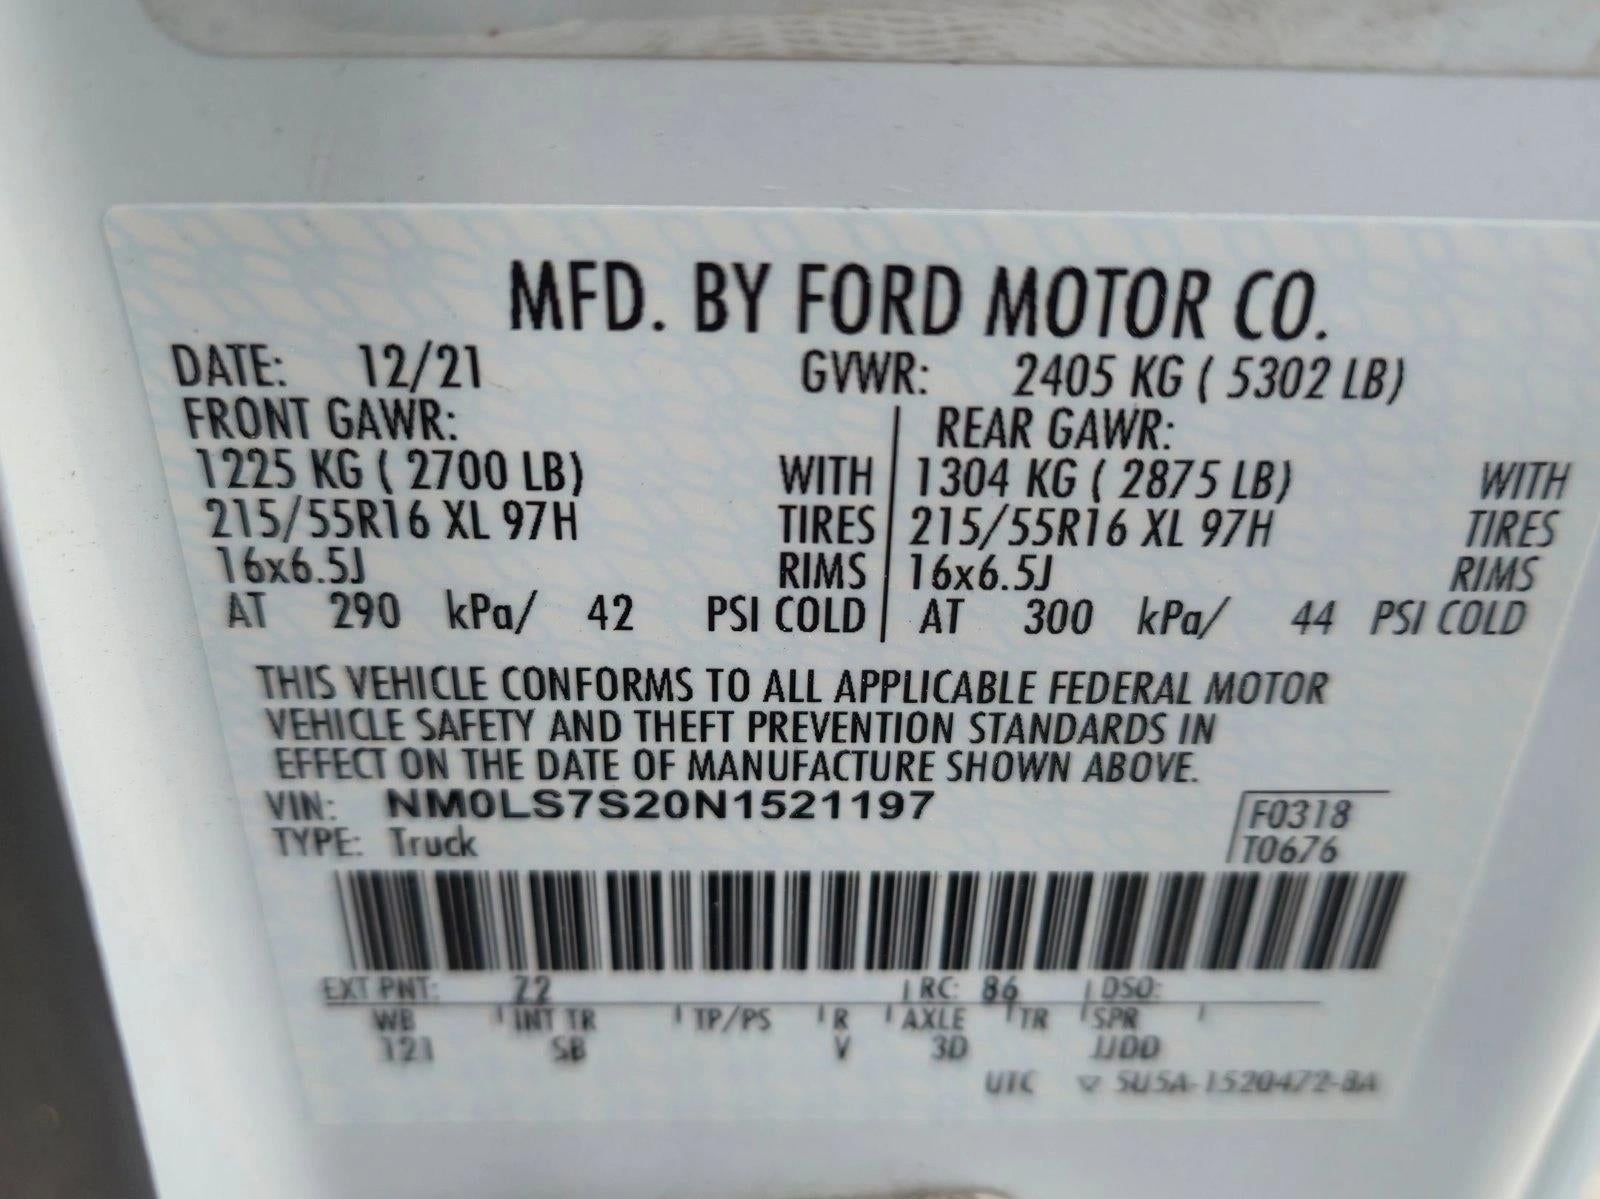 MFD. BY FORD MOTOR CO.
DATE: 12/21 GVWR: 2405 KG ( 5302 LB)
FRONT GAWR: REAR GAWR:
1225 KG ( 2700 LB) WITH 1304 KG ( 2875 LB) WITH
215/55R16 XL 97H TIRES 215/55R16 XL 97H TIRES
16x6.5J RIMS 16x6.5J RIMS
AT 290 kPa/ 42 PSI COLD AT 300 kPa/ 44 PSI COLD
THIS VEHICLE CONFORMS TO ALL APPLICABLE FEDERAL MOTOR
VEHICLE SAFETY AND THEFT PREVENTION STANDARDS IN
EFFECT ON THE DATE OF MANUFACTURE SHOWN ABOVE.
VIN: NM0LS7S20N1521197 F0318
TYPE: Truck T0676
EXT PNT: Z2 RC: 86 DSO:
WB INT TR TP/PS R AXLE TR SPR
121 SB V 3D JJDD
UTC ▽ 5U5A-1520472-BA